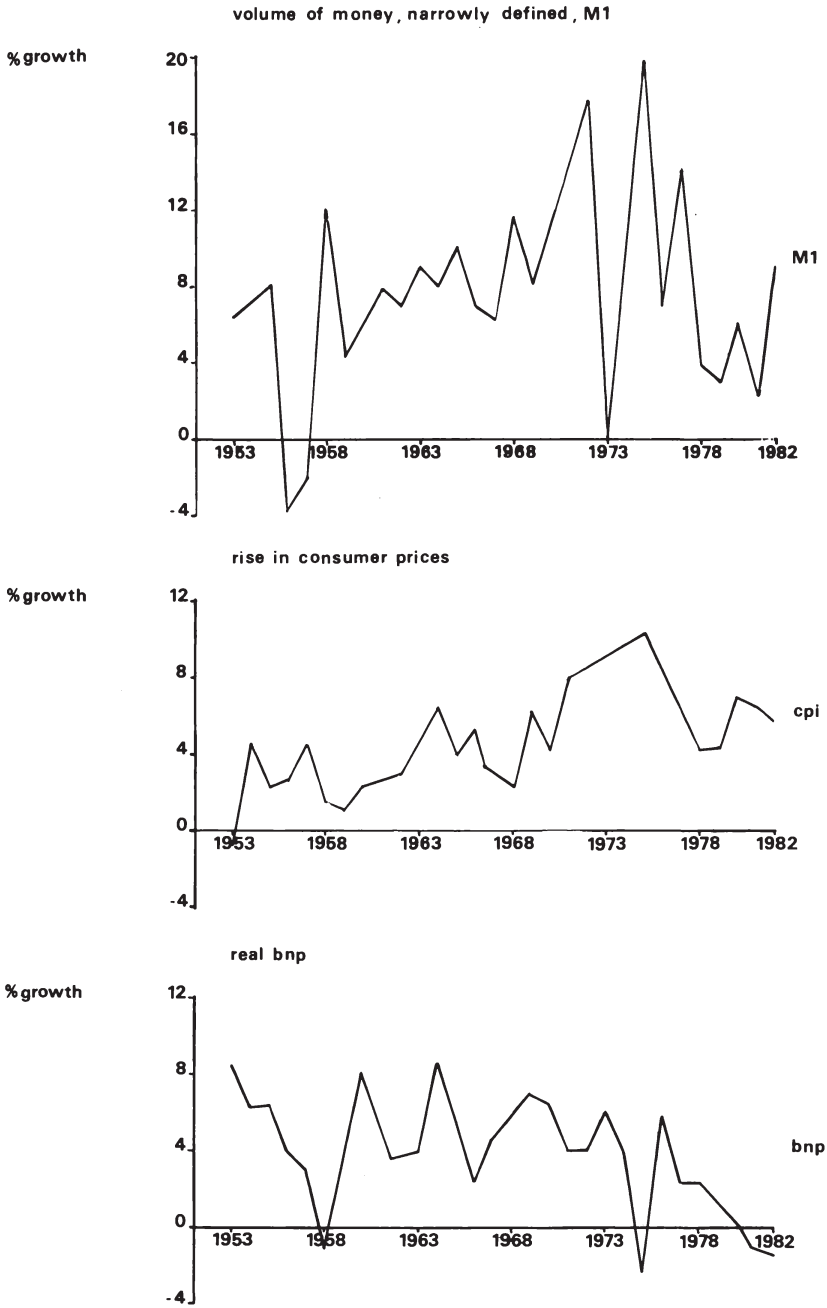 volume of money, narrowly defined, M1
% growth
20
16
12
8
4
0
-4
M1
1953 1958 1963 1968 1973 1978 1982
rise in consumer prices
% growth
12
8
4
0
-4
cpi
1953 1958 1963 1968 1973 1978 1982
real bnp
% growth
12
8
4
0
-4
bnp
1953 1958 1963 1968 1973 1978 1982